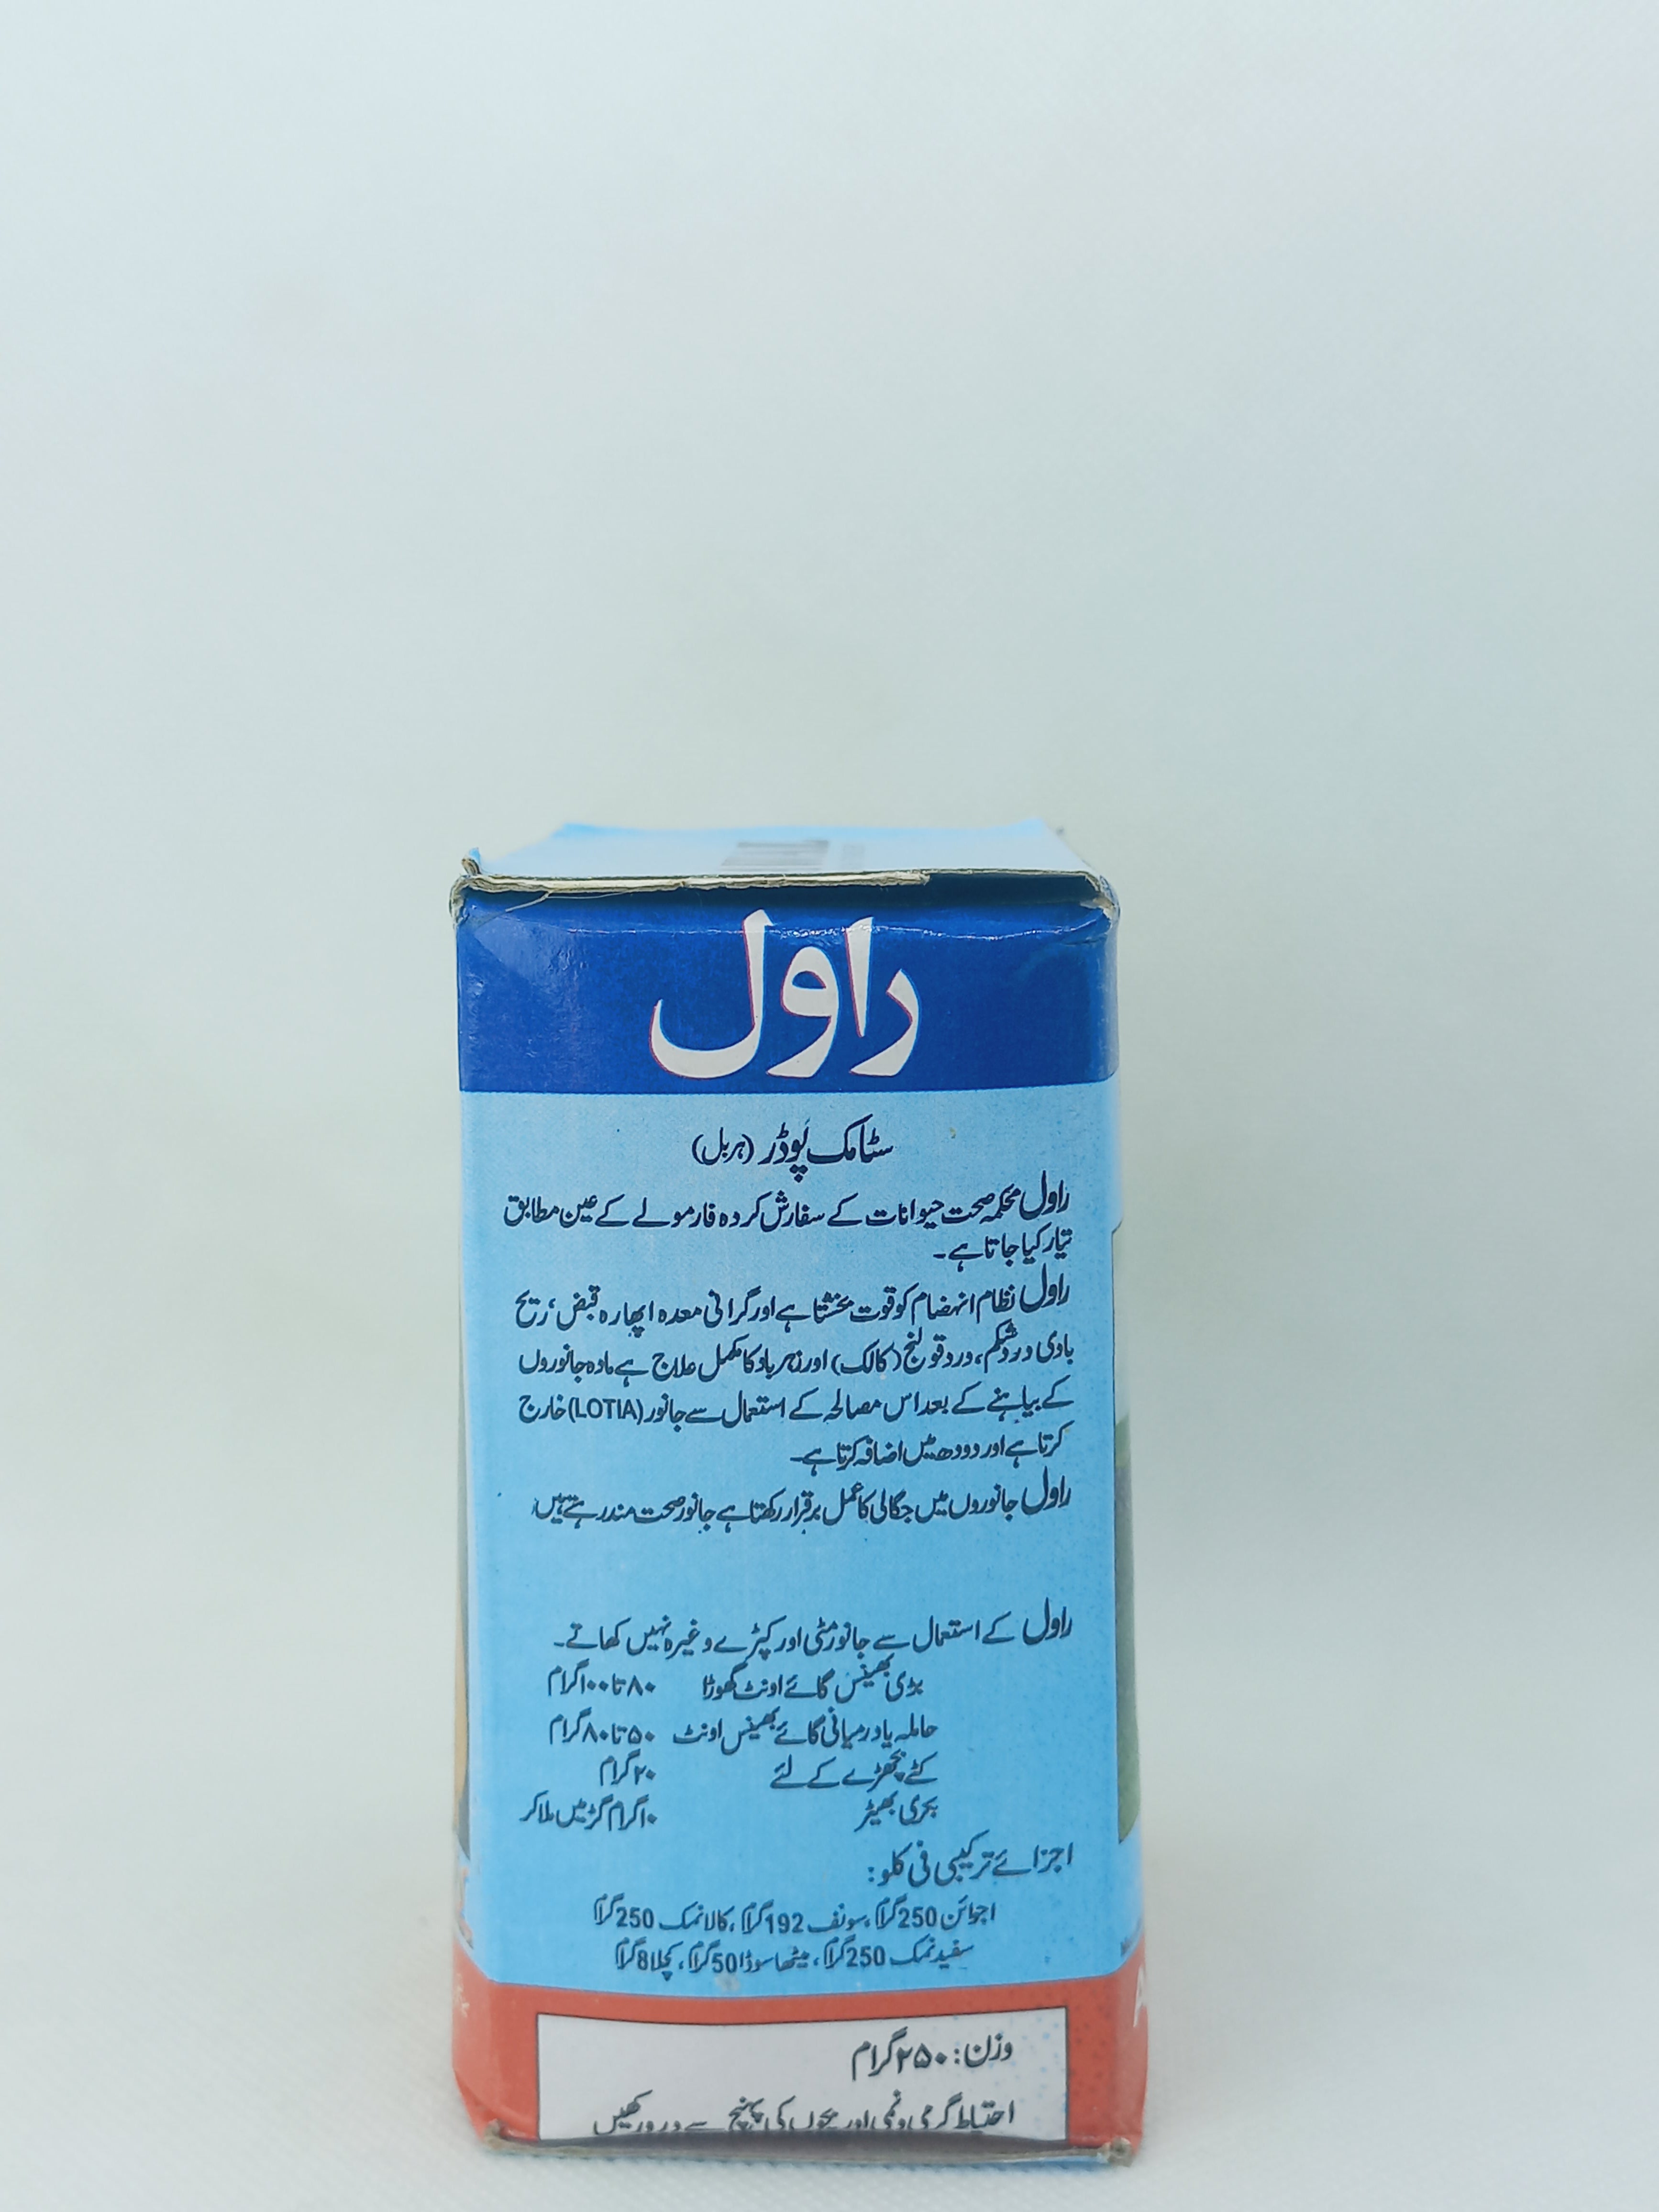 راول
سٹامک پوڈر (ہربل)
راول محکمہ صحت حیوانات کے سفارش کردہ فارمولے کے عین مطابق
تیار کیا جاتا ہے۔
راول نظام انہضام کو قوت بخشتا ہے اور گرانی معدہ اپھارہ قبض، ریح
بادی درد شکم، درد قولنج (کالک) اور زہرباد کا مکمل علاج ہے مادہ جانوروں
کے بیاہنے کے بعد اس مصالحہ کے استعمال سے جانور (LOTIA) خارج
کرتا ہے اور دودھ میں اضافہ کرتا ہے۔
راول جانوروں میں جگالی کا عمل برقرار رکھتا ہے جانور صحت مند رہتے ہیں
راول کے استعمال سے جانور مٹی اور کپڑے وغیرہ نہیں کھاتے۔
بڑی بھینس گائے اونٹ گھوڑا ۸۰ تا ۱۰۰ گرام
حاملہ یا درمیانی گائے بھینس اونٹ ۵۰ تا ۸۰ گرام
کٹے بچھڑے کے لئے ۲۰ گرام
بکری بھیڑ ۱۰ گرام گڑ میں ملا کر
اجزائے ترکیبی فی کلو:
اجوائن 250 گرام، سونف 192 گرام، کالا نمک 250 گرام
سفید نمک 250 گرام، میٹھا سوڈا 50 گرام، کچلا 8 گرام
وزن: ۲۵۰ گرام
احتیاط گرمی و نمی اور بچوں کی پہنچ سے دور رکھیں